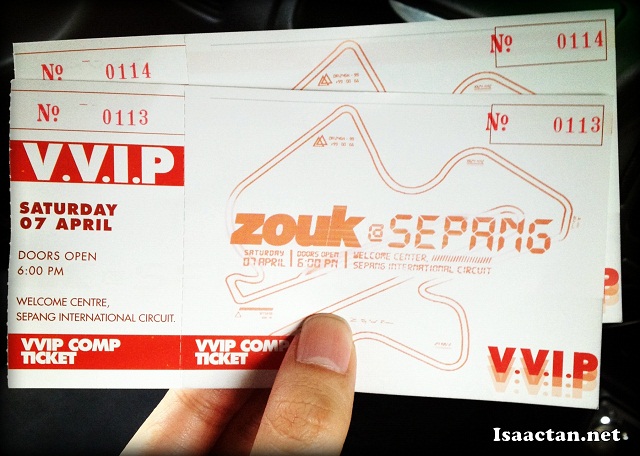 Nº 0114
Nº 0114
Nº 0113
Nº 0113
V.V.I.P
SATURDAY
07 APRIL
DOORS OPEN
6:00 PM
WELCOME CENTRE,
SEPANG INTERNATIONAL CIRCUIT.
VVIP COMP
TICKET
zouk@SEPANG
SATURDAY
07 APRIL
DOORS OPEN
6:00 PM
WELCOME CENTER,
SEPANG INTERNATIONAL CIRCUIT
VVIP COMP
TICKET
V.V.I.P
Isaactan.net